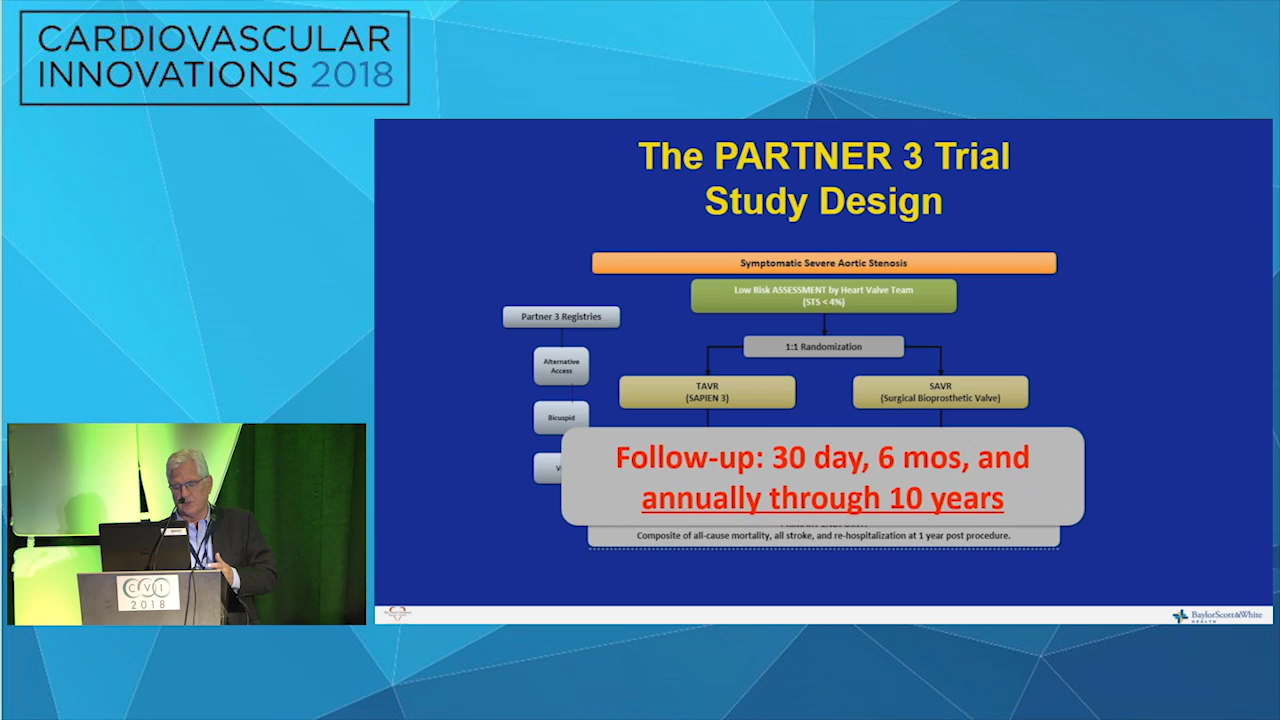 CARDIOVASCULAR
INNOVATIONS 2018
The PARTNER 3 Trial
Study Design
Symptomatic Severe Aortic Stenosis
Low Risk ASSESSMENT by Heart Valve Team
(STS < 4%)
Partner 3 Registries
1:1 Randomization
Alternative
Access
TAVR
(SAPIEN 3)
SAVR
(Surgical Bioprosthetic Valve)
Bicuspid
Follow-up: 30 day, 6 mos, and
annually through 10 years
Composite of all-cause mortality, all stroke, and re-hospitalization at 1 year post procedure.
CVI
2018
BaylorScott&White
HEALTH